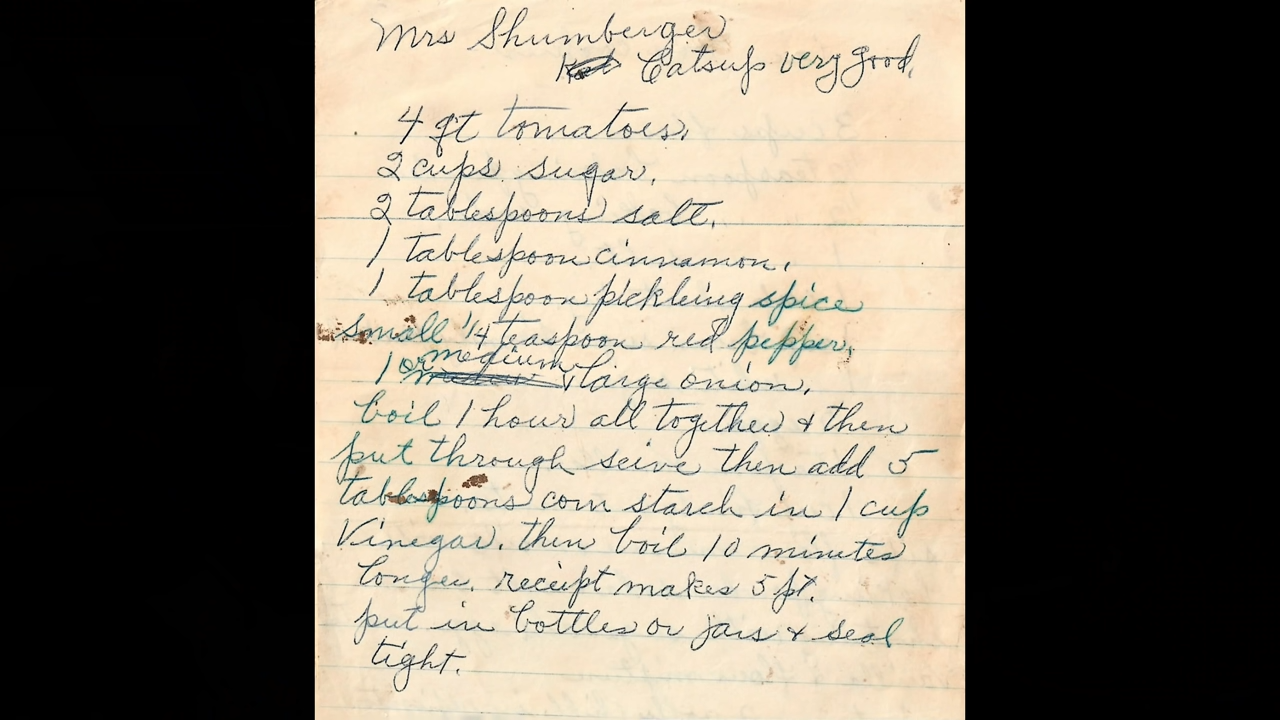 Mrs Shumberger
Catsup very good.
4 qt tomatoes.
2 cups sugar.
2 tablespoons salt.
1 tablespoon cinnamon.
1 tablespoon pickleing spice
small 1/4 teaspoon red pepper.
1 or medium large onion.
boil 1 hour all together & then
put through seive then add 5
tablespoons corn starch in 1 cup
Vinegar. then boil 10 minutes
longer. receipt makes 5 pt.
put in bottles or jars & seal
tight.